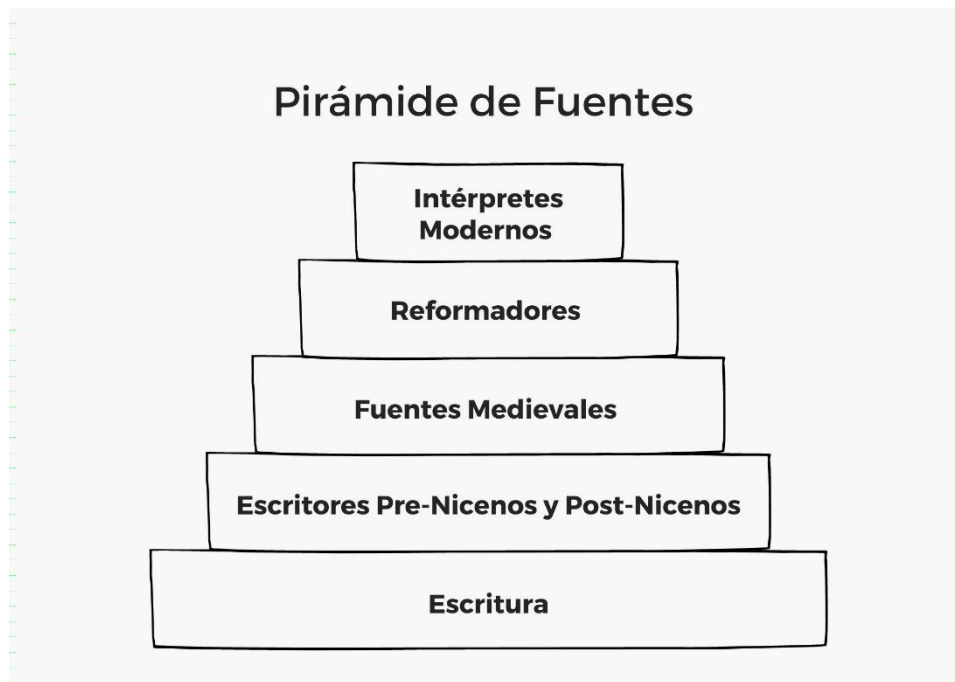 Pirámide de Fuentes
Intérpretes
Modernos
Reformadores
Fuentes Medievales
Escritores Pre-Nicenos y Post-Nicenos
Escritura